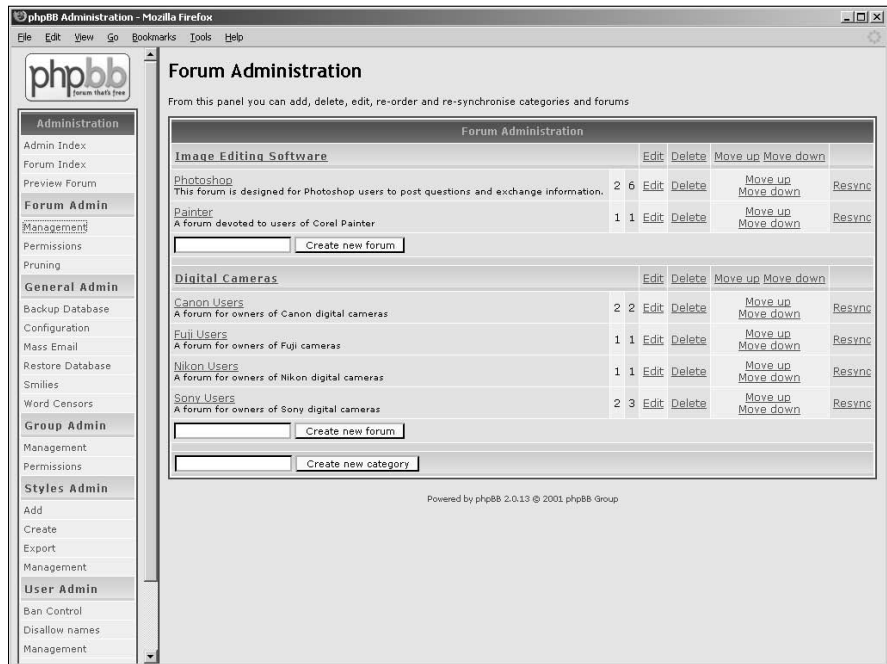 phpBB Administration - Mozilla Firefox
File Edit View Go Bookmarks Tools Help
phpbb
forum that's free
Administration
Admin Index
Forum Index
Preview Forum
Forum Admin
Management
Permissions
Pruning
General Admin
Backup Database
Configuration
Mass Email
Restore Database
Smilies
Word Censors
Group Admin
Management
Permissions
Styles Admin
Add
Create
Export
Management
User Admin
Ban Control
Disallow names
Management
Forum Administration
From this panel you can add, delete, edit, re-order and re-synchronise categories and forums
Forum Administration
Image Editing Software Edit Delete Move up Move down
Photoshop 2 6 Edit Delete Move up Move down Resync
This forum is designed for Photoshop users to post questions and exchange information.
Painter 1 1 Edit Delete Move up Move down Resync
A forum devoted to users of Corel Painter
Create new forum
Digital Cameras Edit Delete Move up Move down
Canon Users 2 2 Edit Delete Move up Move down Resync
A forum for owners of Canon digital cameras
Fuji Users 1 1 Edit Delete Move up Move down Resync
A forum for owners of Fuji cameras
Nikon Users 1 1 Edit Delete Move up Move down Resync
A forum for owners of Nikon digital cameras
Sony Users 2 3 Edit Delete Move up Move down Resync
A forum for owners of Sony digital cameras
Create new forum
Create new category
Powered by phpBB 2.0.13 © 2001 phpBB Group